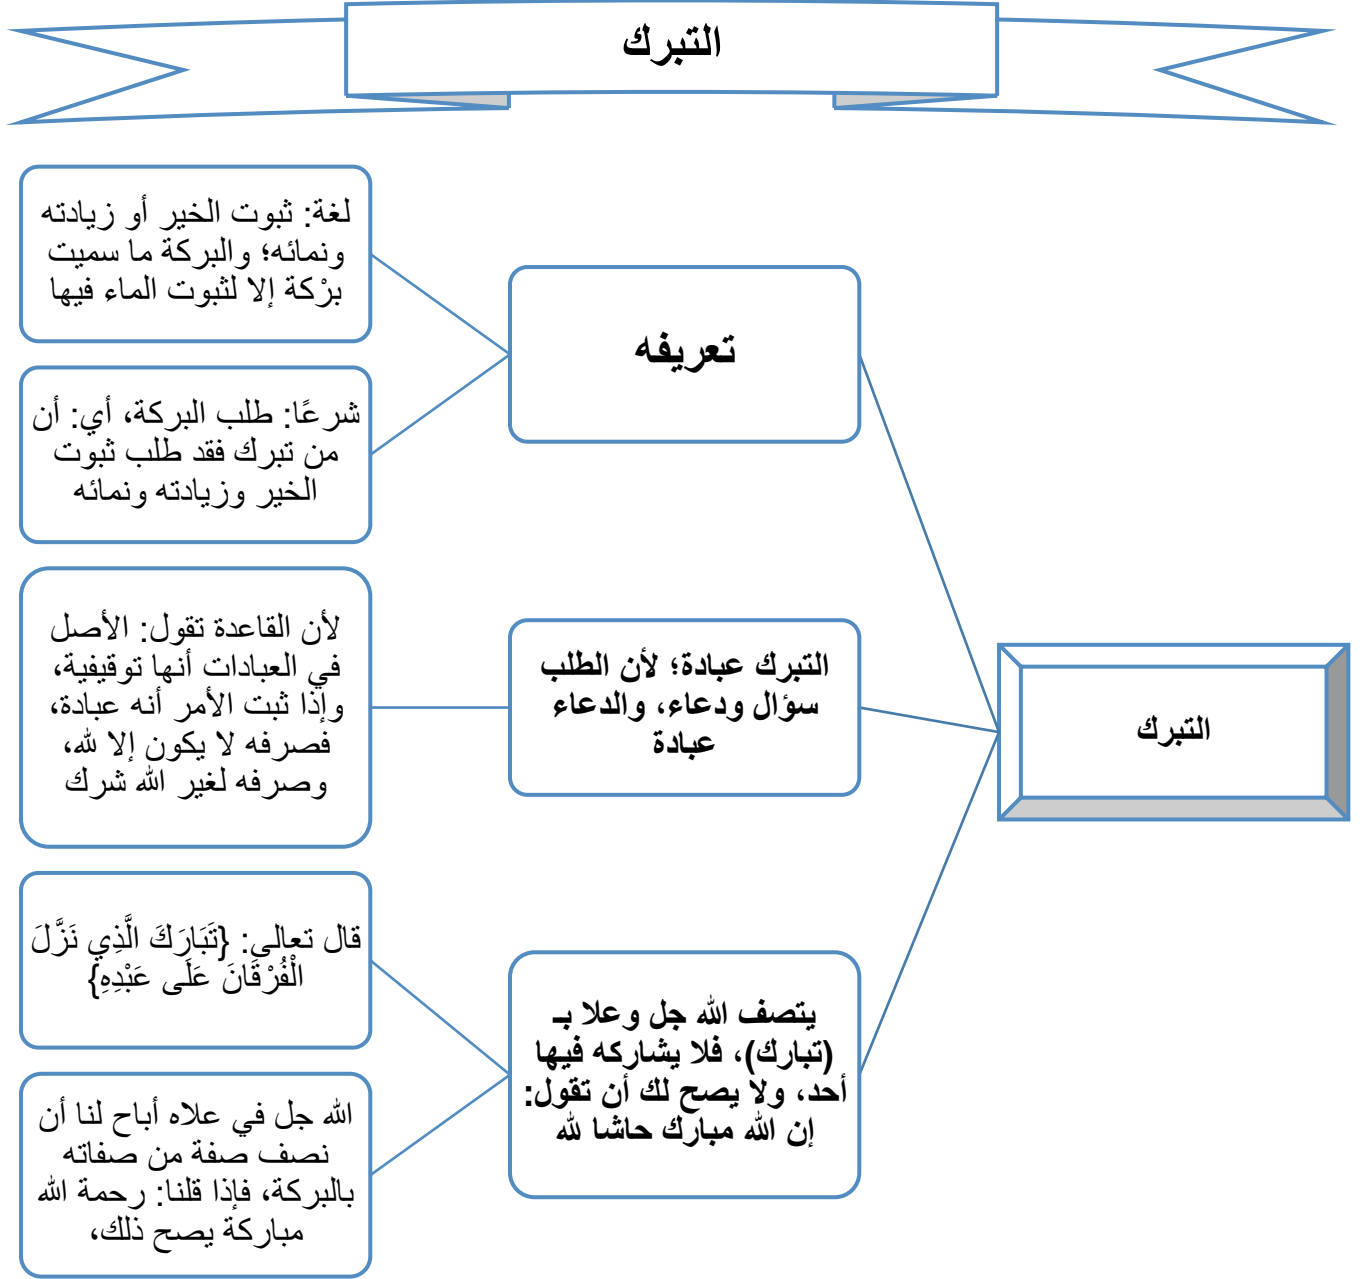 التبرك
التبرك
تعريفه
لغة: ثبوت الخير أو زيادته
ونمائه؛ والبركة ما سميت
برْكة إلا لثبوت الماء فيها
شرعًا: طلب البركة، أي: أن
من تبرك فقد طلب ثبوت
الخير وزيادته ونمائه
التبرك عبادة؛ لأن الطلب
سؤال ودعاء، والدعاء
عبادة
لأن القاعدة تقول: الأصل
في العبادات أنها توقيفية،
وإذا ثبت الأمر أنه عبادة،
فصرفه لا يكون إلا لله،
وصرفه لغير الله شرك
يتصف الله جل وعلا بـ
(تبارك)، فلا يشاركه فيها
أحد، ولا يصح لك أن تقول:
إن الله مبارك حاشا لله
قال تعالى: {تَبَارَكَ الَّذِي نَزَّلَ
الْفُرْقَانَ عَلَى عَبْدِهِ}
الله جل في علاه أباح لنا أن
نصف صفة من صفاته
بالبركة، فإذا قلنا: رحمة الله
مباركة يصح ذلك،